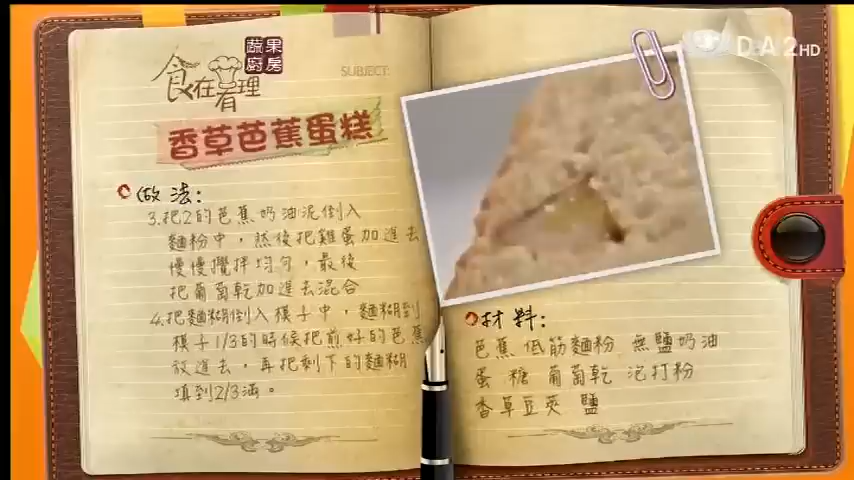 蔬果廚房
食在有理
SUBJECT:
香草芭蕉蛋糕
做法:
3.把2的芭蕉奶油泥倒入
麵粉中，然後把雞蛋加進去
慢慢攪拌均勻，最後
把葡萄乾加進去混合
4.把麵糊倒入模子中，麵糊到
模子1/3的時候把煎好的芭蕉
放進去，再把剩下的麵糊
填到2/3滿。
DAi2HD
材料:
芭蕉 低筋麵粉 無鹽奶油
蛋 糖 葡萄乾 泡打粉
香草豆莢 鹽